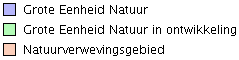 Grote Eenheid Natuur
Grote Eenheid Natuur in ontwikkeling
Natuurverwevingsgebied